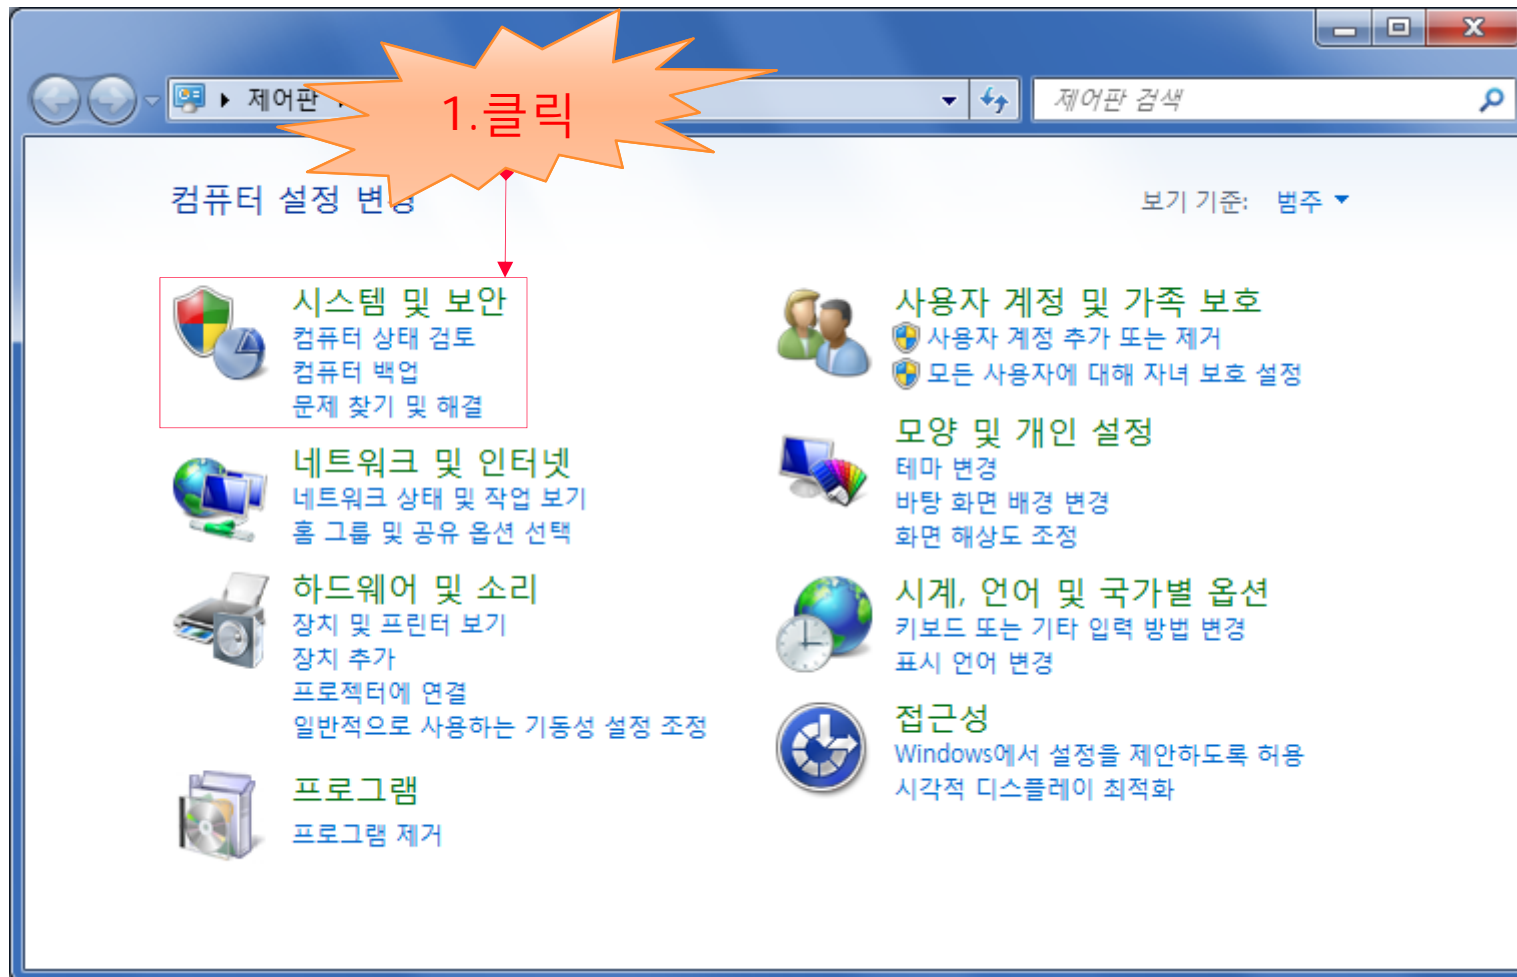 제어판
1.클릭
제어판 검색
컴퓨터 설정 변경
보기 기준: 범주
시스템 및 보안
컴퓨터 상태 검토
컴퓨터 백업
문제 찾기 및 해결
네트워크 및 인터넷
네트워크 상태 및 작업 보기
홈 그룹 및 공유 옵션 선택
하드웨어 및 소리
장치 및 프린터 보기
장치 추가
프로젝터에 연결
일반적으로 사용하는 기동성 설정 조정
프로그램
프로그램 제거
사용자 계정 및 가족 보호
사용자 계정 추가 또는 제거
모든 사용자에 대해 자녀 보호 설정
모양 및 개인 설정
테마 변경
바탕 화면 배경 변경
화면 해상도 조정
시계, 언어 및 국가별 옵션
키보드 또는 기타 입력 방법 변경
표시 언어 변경
접근성
Windows에서 설정을 제안하도록 허용
시각적 디스플레이 최적화